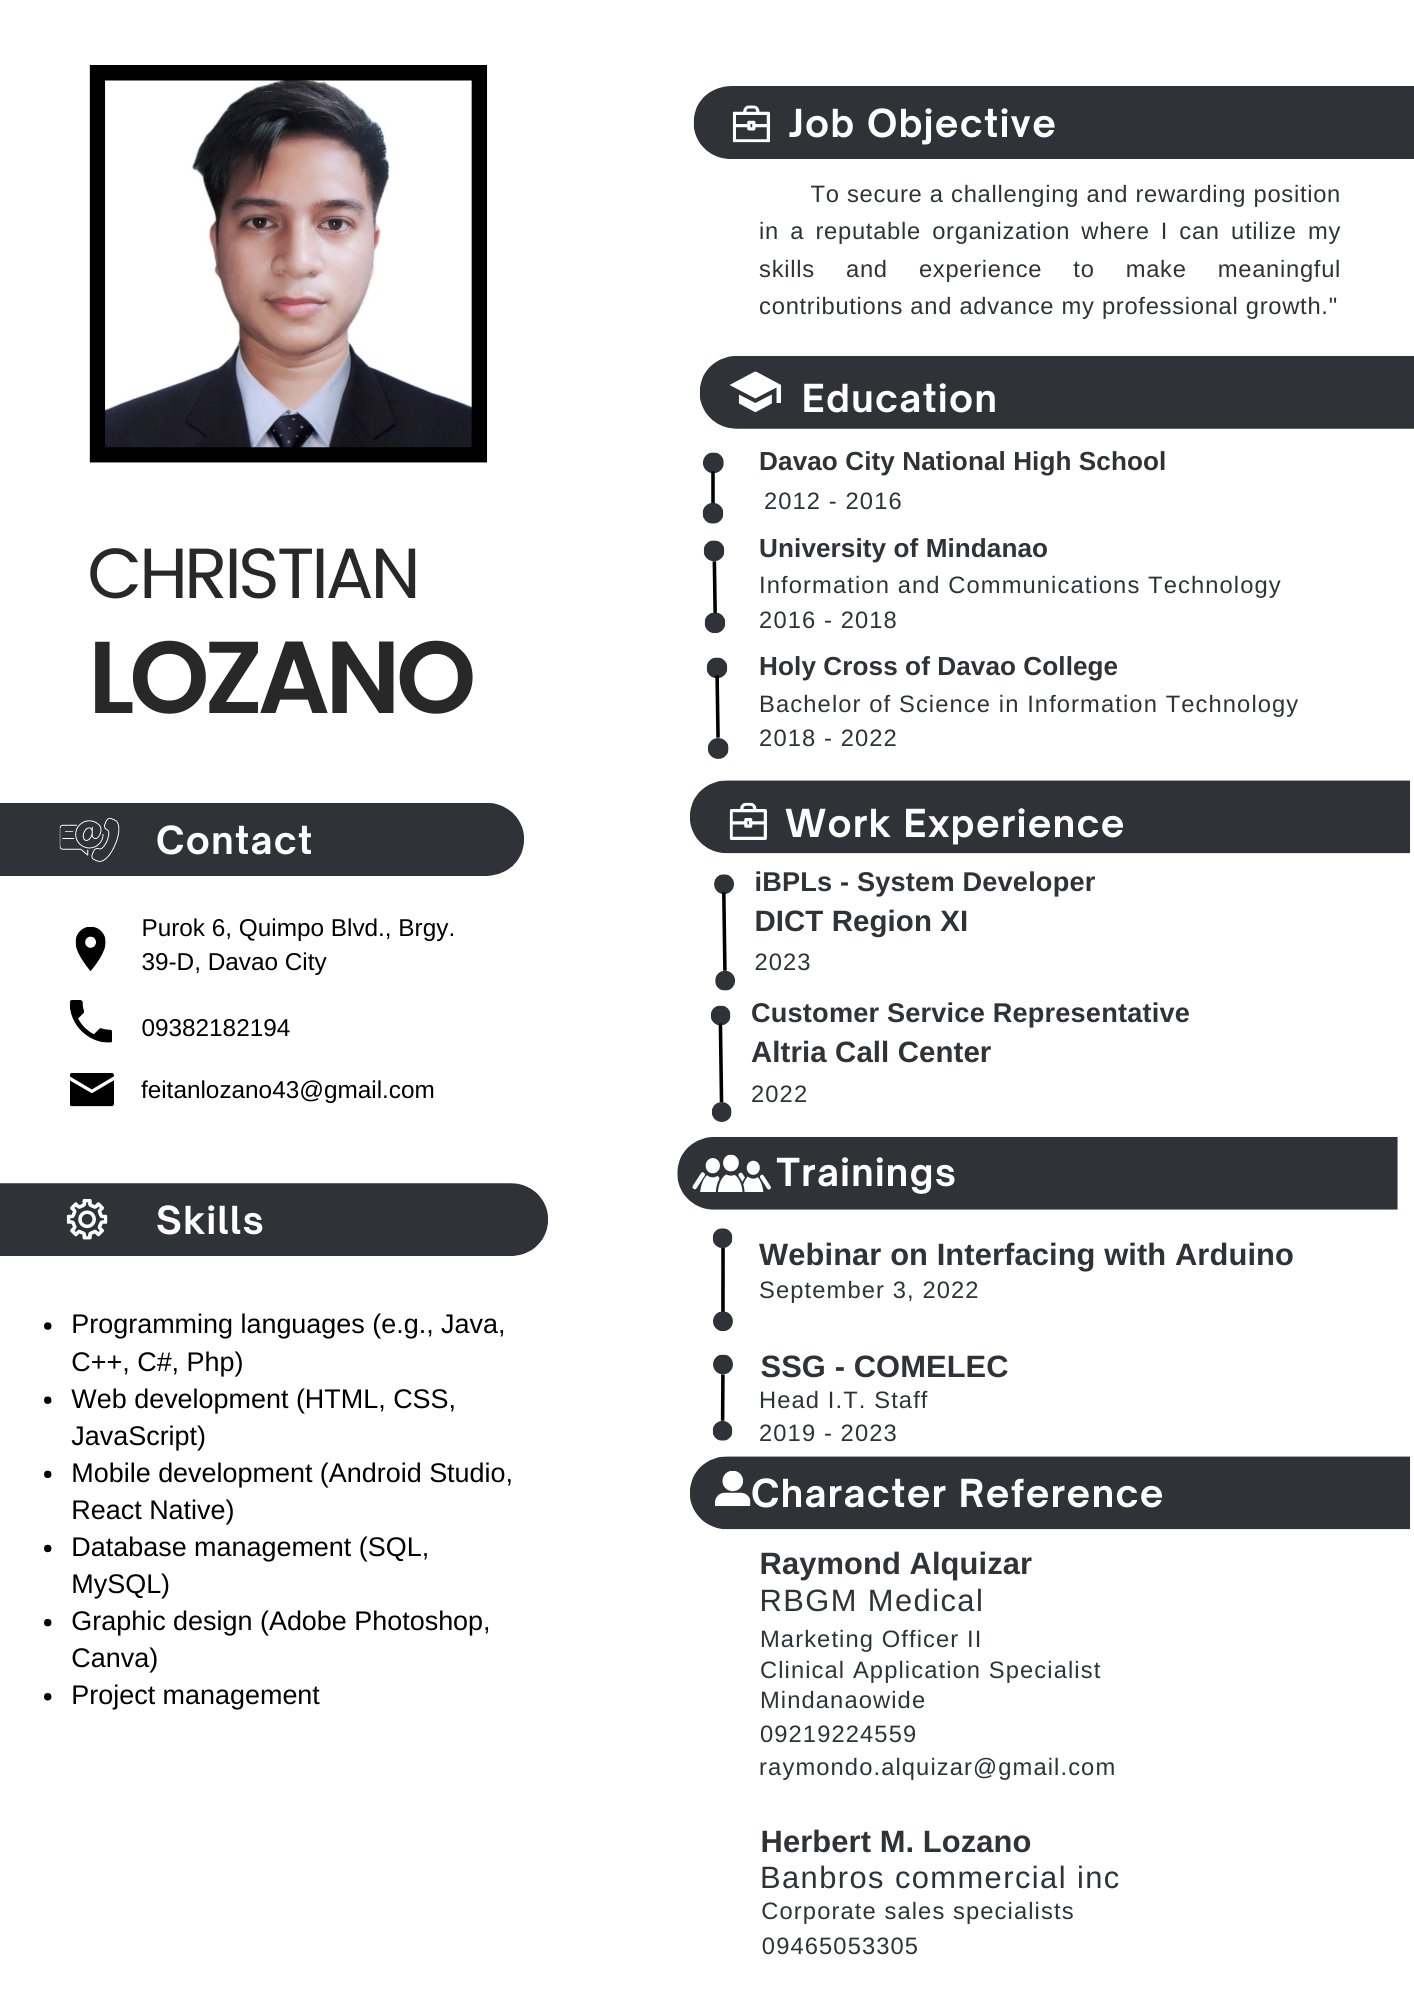 CHRISTIAN
LOZANO
Contact
Purok 6, Quimpo Blvd., Brgy.
39-D, Davao City
09382182194
feitanlozano43@gmail.com
Skills
• Programming languages (e.g., Java,
C++, C#, Php)
• Web development (HTML, CSS,
JavaScript)
• Mobile development (Android Studio,
React Native)
• Database management (SQL,
MySQL)
• Graphic design (Adobe Photoshop,
Canva)
• Project management
Job Objective
To secure a challenging and rewarding position
in a reputable organization where I can utilize my
skills and experience to make meaningful
contributions and advance my professional growth."
Education
Davao City National High School
2012 - 2016
University of Mindanao
Information and Communications Technology
2016 - 2018
Holy Cross of Davao College
Bachelor of Science in Information Technology
2018 - 2022
Work Experience
iBPLs - System Developer
DICT Region XI
2023
Customer Service Representative
Altria Call Center
2022
Trainings
Webinar on Interfacing with Arduino
September 3, 2022
SSG - COMELEC
Head I.T. Staff
2019 - 2023
Character Reference
Raymond Alquizar
RBGM Medical
Marketing Officer II
Clinical Application Specialist
Mindanaowide
09219224559
raymondo.alquizar@gmail.com
Herbert M. Lozano
Banbros commercial inc
Corporate sales specialists
09465053305